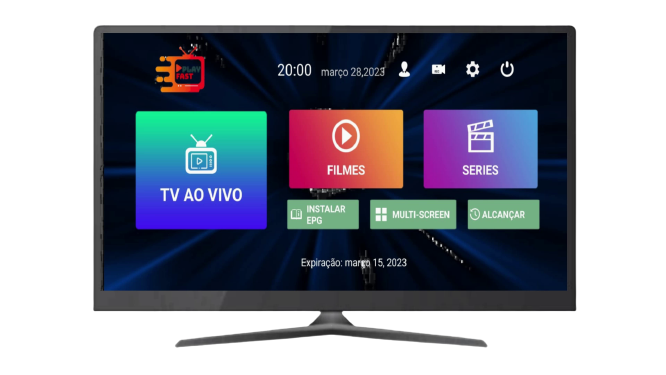 PLAY
FAST
20:00 março 28,2023
TV AO VIVO
FILMES
SERIES
INSTALAR
EPG
MULTI-SCREEN
ALCANÇAR
Expiração: março 15, 2023